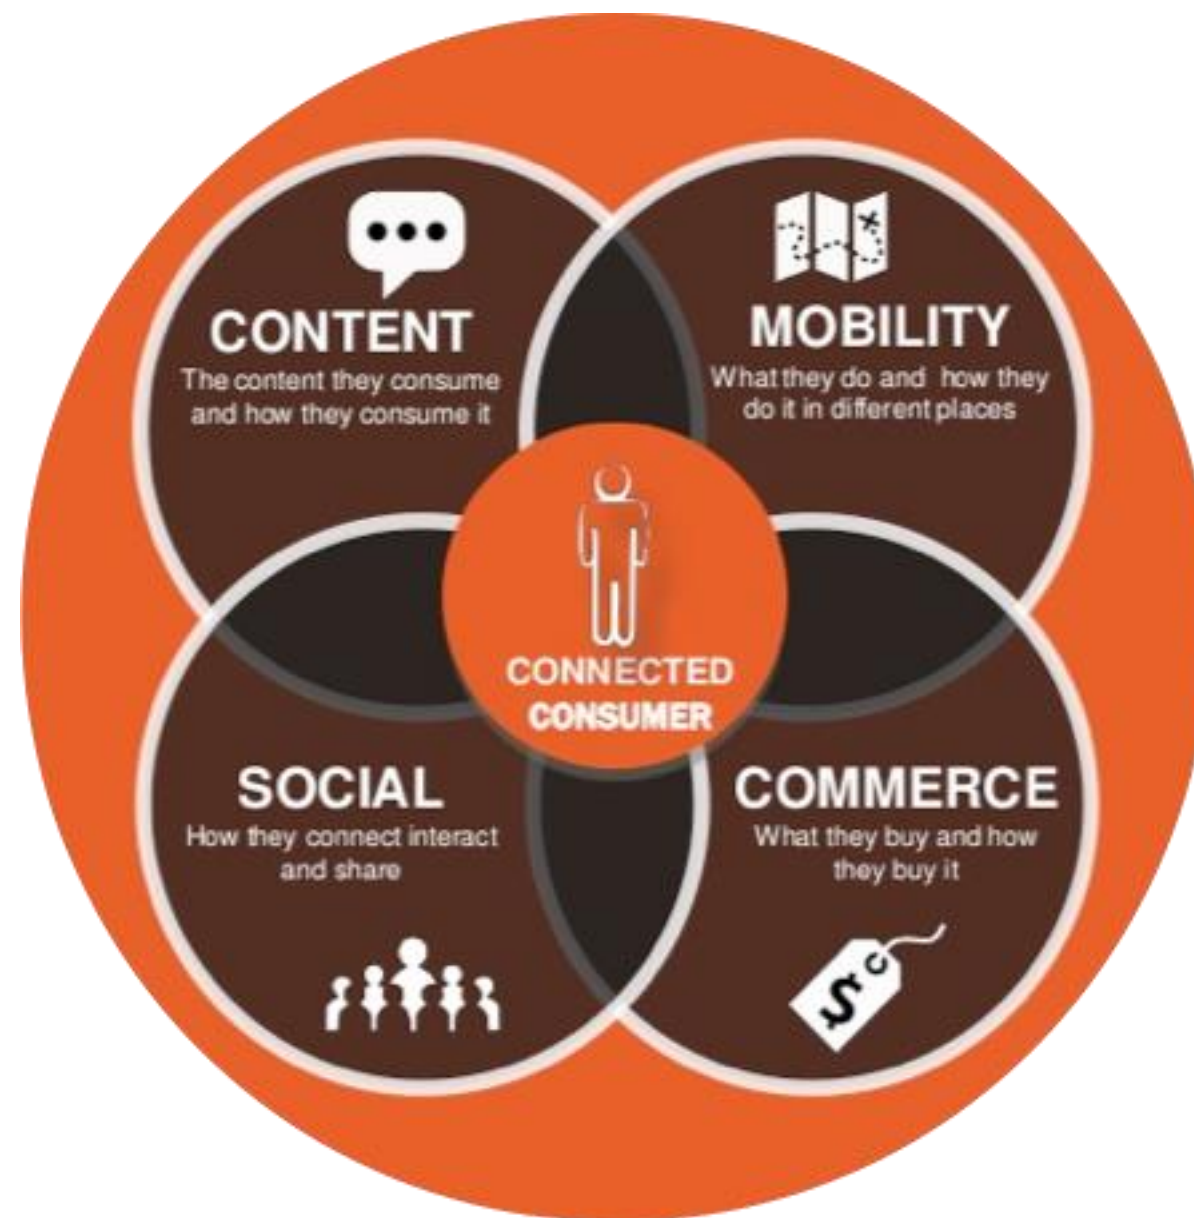 CONTENT
The content they consume
and how they consume it
MOBILITY
What they do and how they
do it in different places
CONNECTED
CONSUMER
SOCIAL
How they connect interact
and share
COMMERCE
What they buy and how
they buy it
$